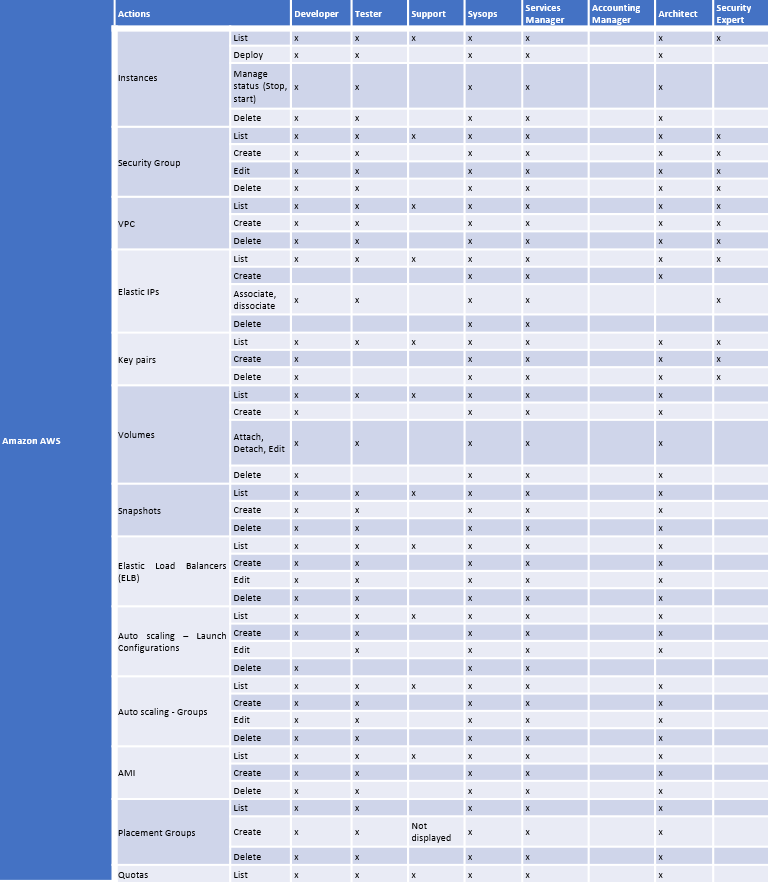 Actions Developer Tester Support Sysops Services Manager Accounting Manager Architect Security Expert
Amazon AWS
Instances
List x x x x x x x
Deploy x x x x x
Manage status (Stop, start) x x x x x
Delete x x x x x
Security Group
List x x x x x x x
Create x x x x x x
Edit x x x x x x
Delete x x x x x x
VPC
List x x x x x x x
Create x x x x x x
Delete x x x x x x
Elastic IPs
List x x x x x x x
Create x x x
Associate, dissociate x x x x x
Delete x x
Key pairs
List x x x x x x x
Create x x x x x
Delete x x x x x
Volumes
List x x x x x x
Create x x x x
Attach, Detach, Edit x x x x x
Delete x x x x
Snapshots
List x x x x x x
Create x x x x x
Delete x x x x x
Elastic Load Balancers (ELB)
List x x x x x x
Create x x x x x
Edit x x x x x
Delete x x x x x
Auto scaling – Launch Configurations
List x x x x x x
Create x x x x x
Edit x x x x
Delete x x x
Auto scaling - Groups
List x x x x x x
Create x x x x x
Edit x x x x x
Delete x x x x x
AMI
List x x x x x x
Create x x x x x
Delete x x x x x
Placement Groups
List x x x x x
Create x x Not displayed x x x
Delete x x x x x
Quotas
List x x x x x x